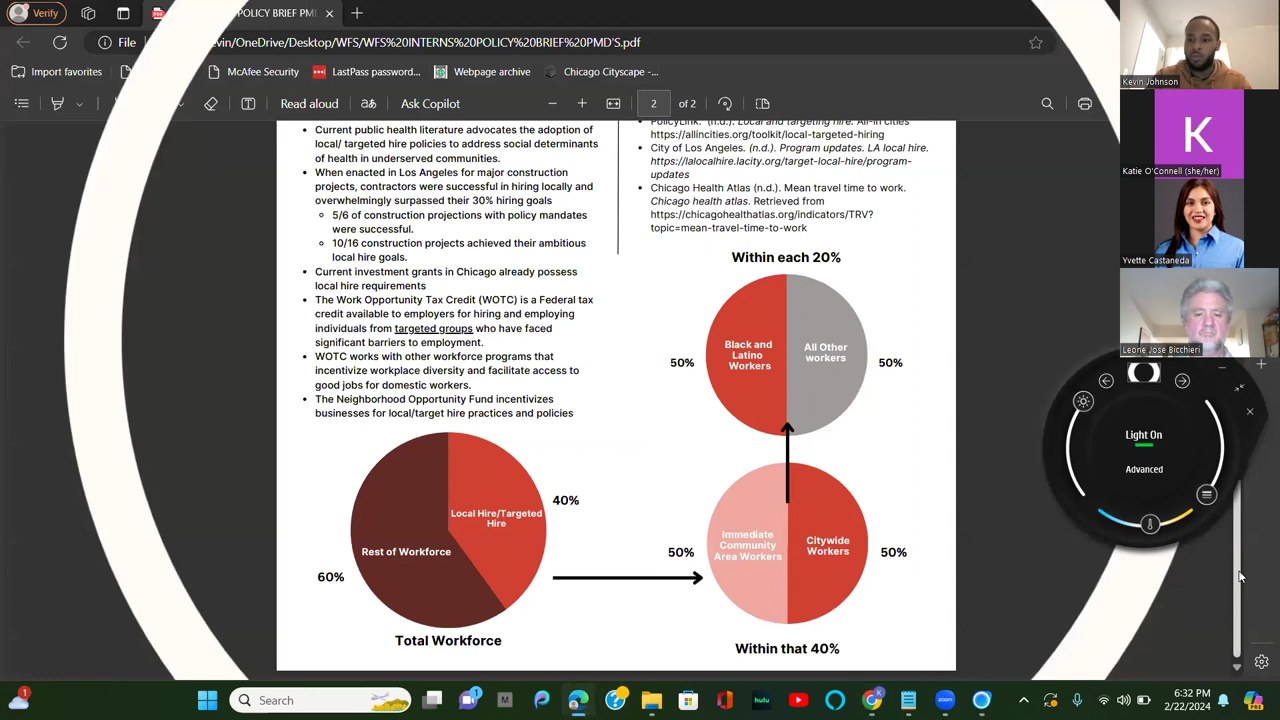 Verify
POLICY BRIEF PM
File
vin/OneDrive/Desktop/WFS/WFS%20INTERNS%20POLICY%20BRIEF%20PMD'S.pdf
Import favorites
McAfee Security
LastPass password...
Webpage archive
Chicago Cityscape -...
Read aloud
Ask Copilot
2
of 2
Current public health literature advocates the adoption of
local/ targeted hire policies to address social determinants
of health in underserved communities.
When enacted in Los Angeles for major construction
projects, contractors were successful in hiring locally and
overwhelmingly surpassed their 30% hiring goals
5/6 of construction projections with policy mandates
were successful.
10/16 construction projects achieved their ambitious
local hire goals.
Current investment grants in Chicago already possess
local hire requirements
The Work Opportunity Tax Credit (WOTC) is a Federal tax
credit available to employers for hiring and employing
individuals from targeted groups who have faced
significant barriers to employment.
WOTC works with other workforce programs that
incentivize workplace diversity and facilitate access to
good jobs for domestic workers.
The Neighborhood Opportunity Fund incentivizes
businesses for local/target hire practices and policies
PolicyLink. (n.d.). Local and targeting hire. All-in cities
https://allincities.org/toolkit/local-targeted-hiring
City of Los Angeles. (n.d.). Program updates. LA local hire.
https://lalocalhire.lacity.org/target-local-hire/program-
updates
Chicago Health Atlas (n.d.). Mean travel time to work.
Chicago health atlas. Retrieved from
https://chicagohealthatlas.org/indicators/TRV?
topic=mean-travel-time-to-work
Within each 20%
50%
Black and
Latino
Workers
All Other
workers
50%
40%
Local Hire/Targeted
Hire
Rest of Workforce
60%
Total Workforce
50%
Immediate
Community
Area Workers
Citywide
Workers
50%
Within that 40%
Kevin Johnson
K
Katie O'Connell (she/her)
Yvette Castaneda
Leone Jose Bicchieri
Light On
Advanced
1
Search
1
hulu
6:32 PM
2/22/2024